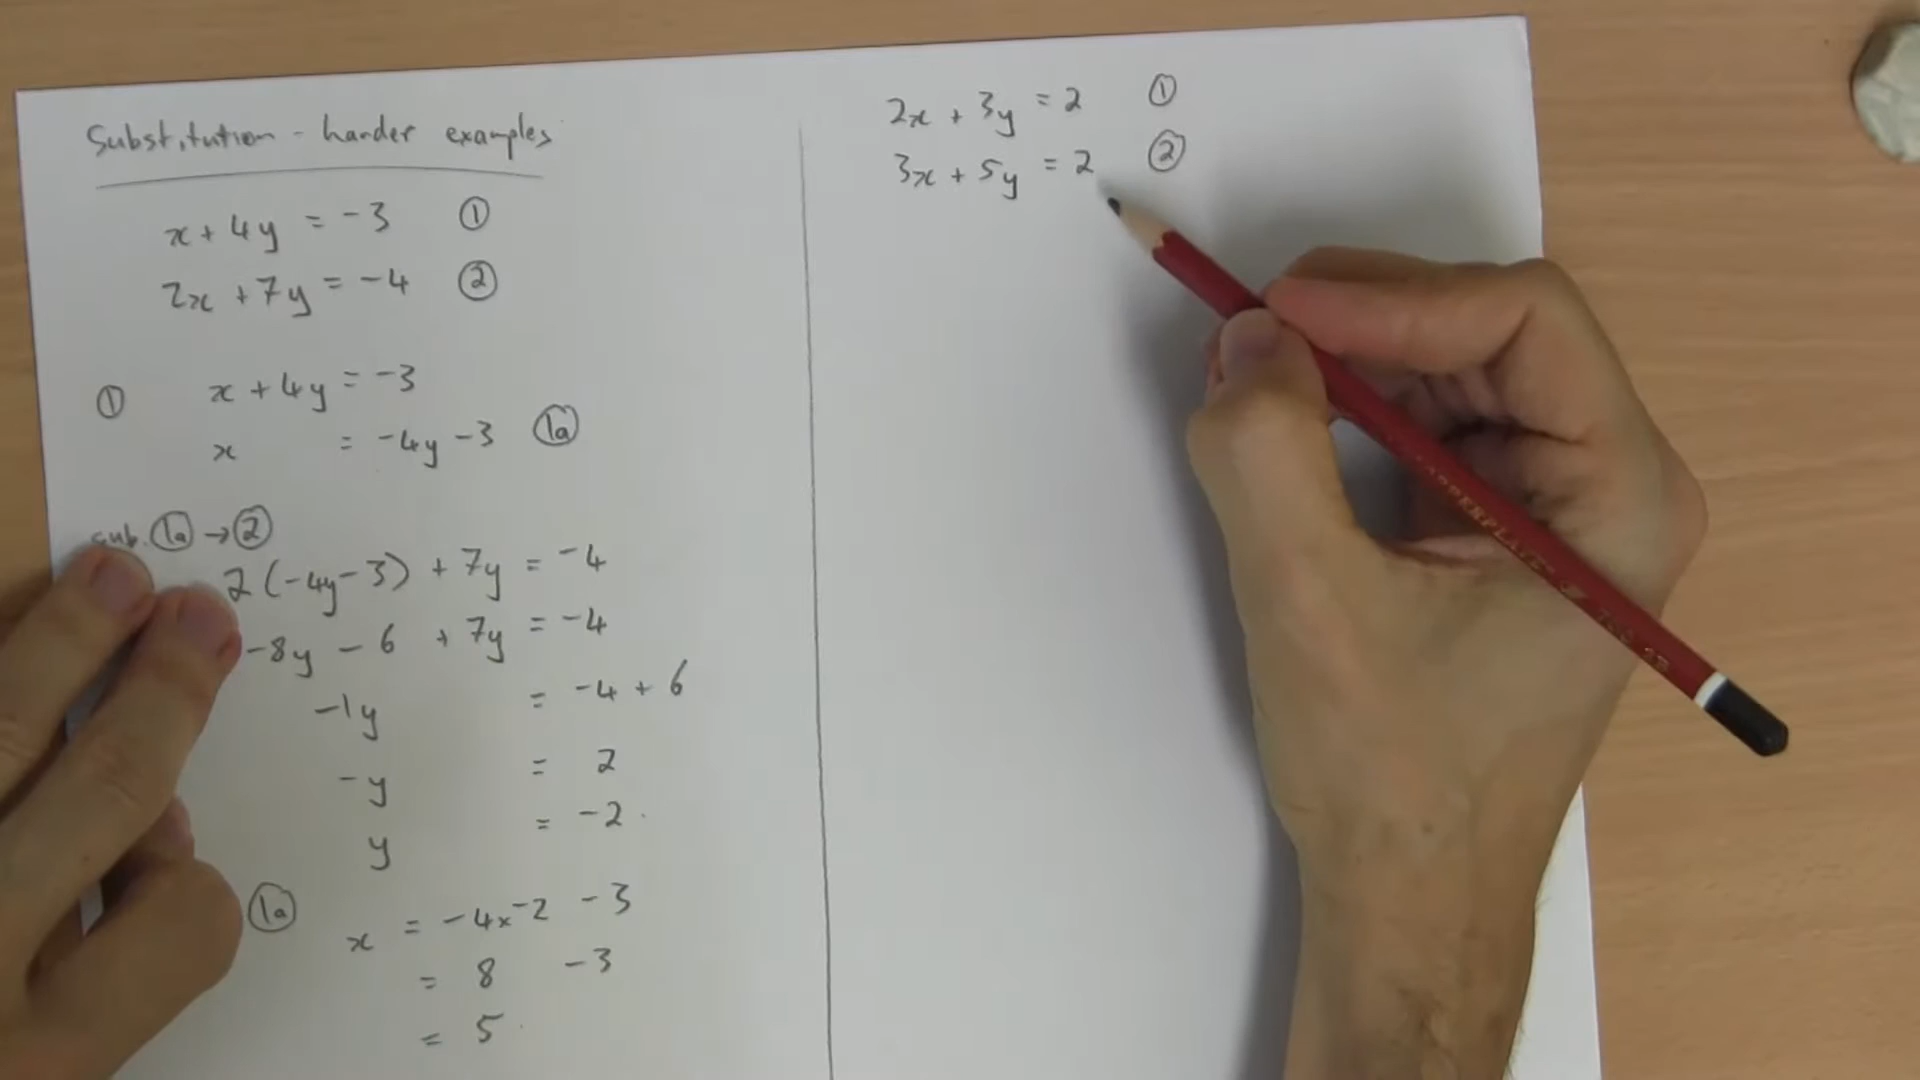 Substitution - harder examples
x + 4y = -3 ①
2x + 7y = -4 ②
① x + 4y = -3
x = -4y - 3 (1a)
sub. (1a) → ②
2(-4y-3) + 7y = -4
-8y - 6 + 7y = -4
-1y = -4 + 6
-y = 2
y = -2.
(1a) x = -4x-2 - 3
= 8 - 3
= 5.
2x + 3y = 2 ①
3x + 5y = 2 ②